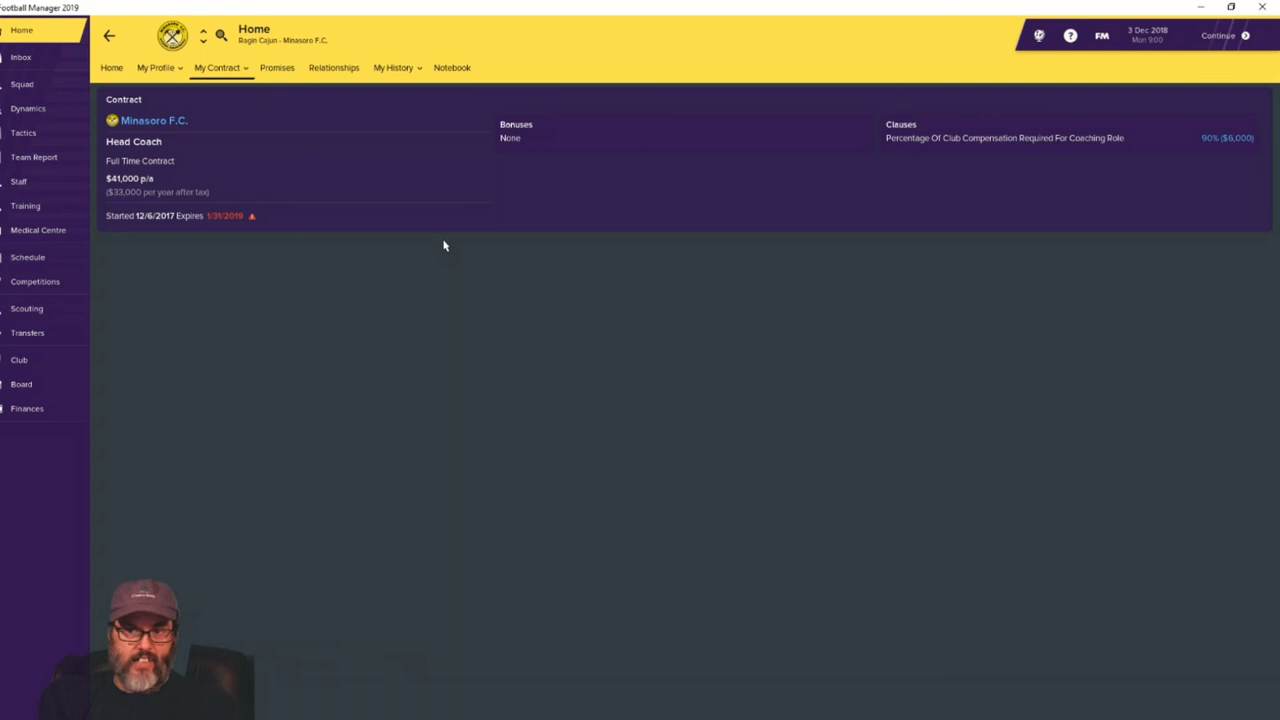 Football Manager 2019
Home
Ragin Cajun - Minasoro F.C.
3 Dec 2018
Mon 9:00
Continue
FM
Home My Profile My Contract Promises Relationships My History Notebook
Home
Inbox
Squad
Dynamics
Tactics
Team Report
Staff
Training
Medical Centre
Schedule
Competitions
Scouting
Transfers
Club
Board
Finances
Contract
Minasoro F.C.
Head Coach
Full Time Contract
$41,000 p/a
($33,000 per year after tax)
Started 12/6/2017 Expires 1/31/2019
Bonuses
None
Clauses
Percentage Of Club Compensation Required For Coaching Role 90% ($6,000)